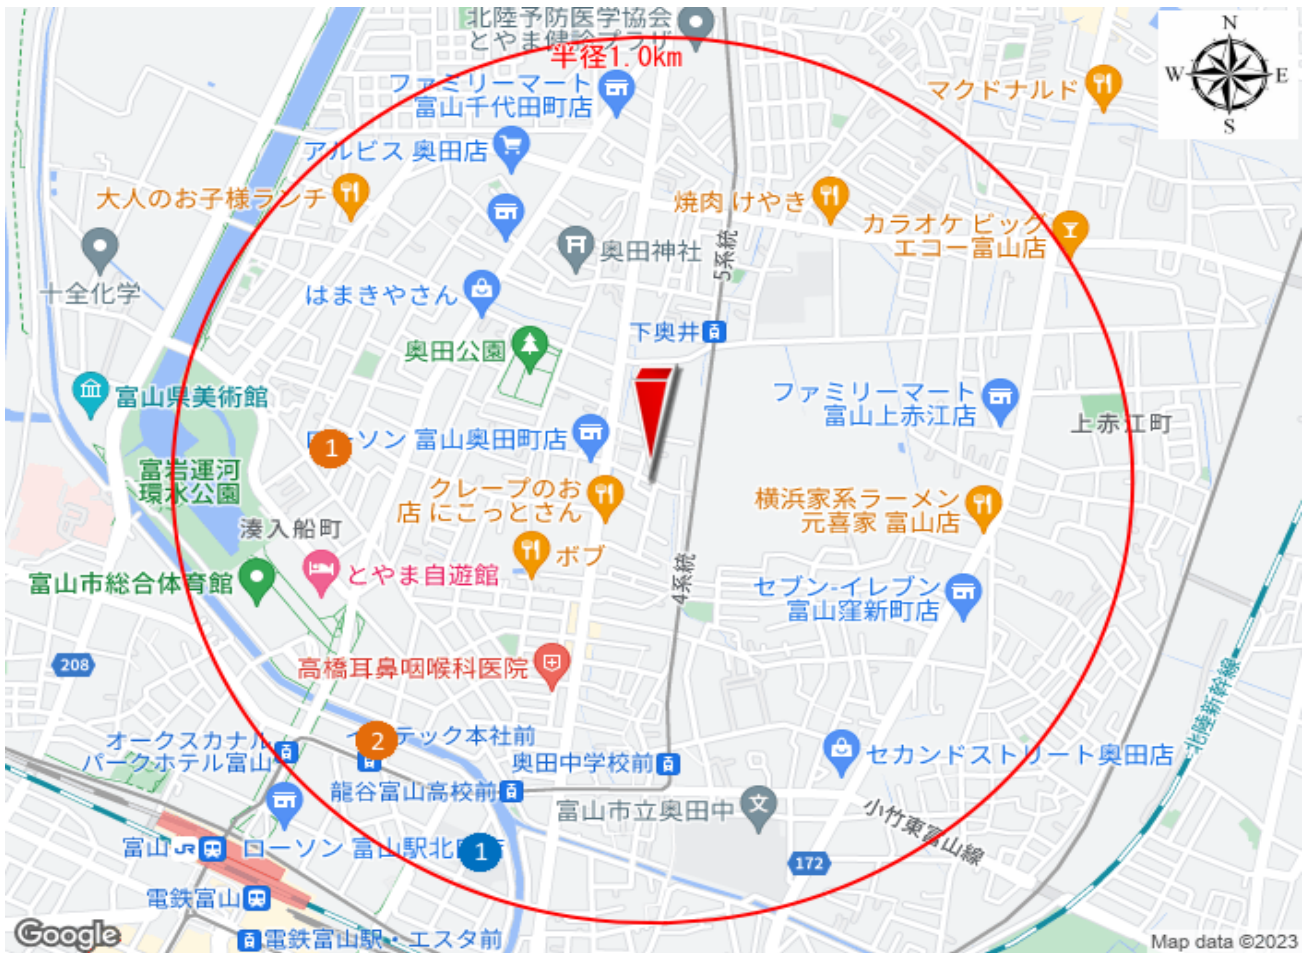 北陸予防医学協会
とやま健診プラザ
半径1.0km
N
W
E
S
ファミリーマート
富山千代田町店
マクドナルド
アルビス 奥田店
大人のお子様ランチ
焼肉 けやき
カラオケ ビッグ
エコー富山店
奥田神社
5系統
十全化学
はまきやさん
下奥井
奥田公園
富山県美術館
ファミリーマート
富山上赤江店
上赤江町
1
ローソン 富山奥田町店
富岩運河
環水公園
クレープのお
店 にこっとさん
横浜家系ラーメン
元喜家 富山店
湊入船町
ボブ
とやま自遊館
富山市総合体育館
4系統
セブン-イレブン
富山窪新町店
208
高橋耳鼻咽喉科医院
北陸新幹線
2
テック本社前
オークスカナル
パークホテル富山
奥田中学校前
セカンドストリート奥田店
龍谷富山高校前
富山市立奥田中
小竹東富山線
富山
JR
ローソン 富山駅北
1
172
電鉄富山
電鉄富山駅・エスタ前
Google
Map data ©2023